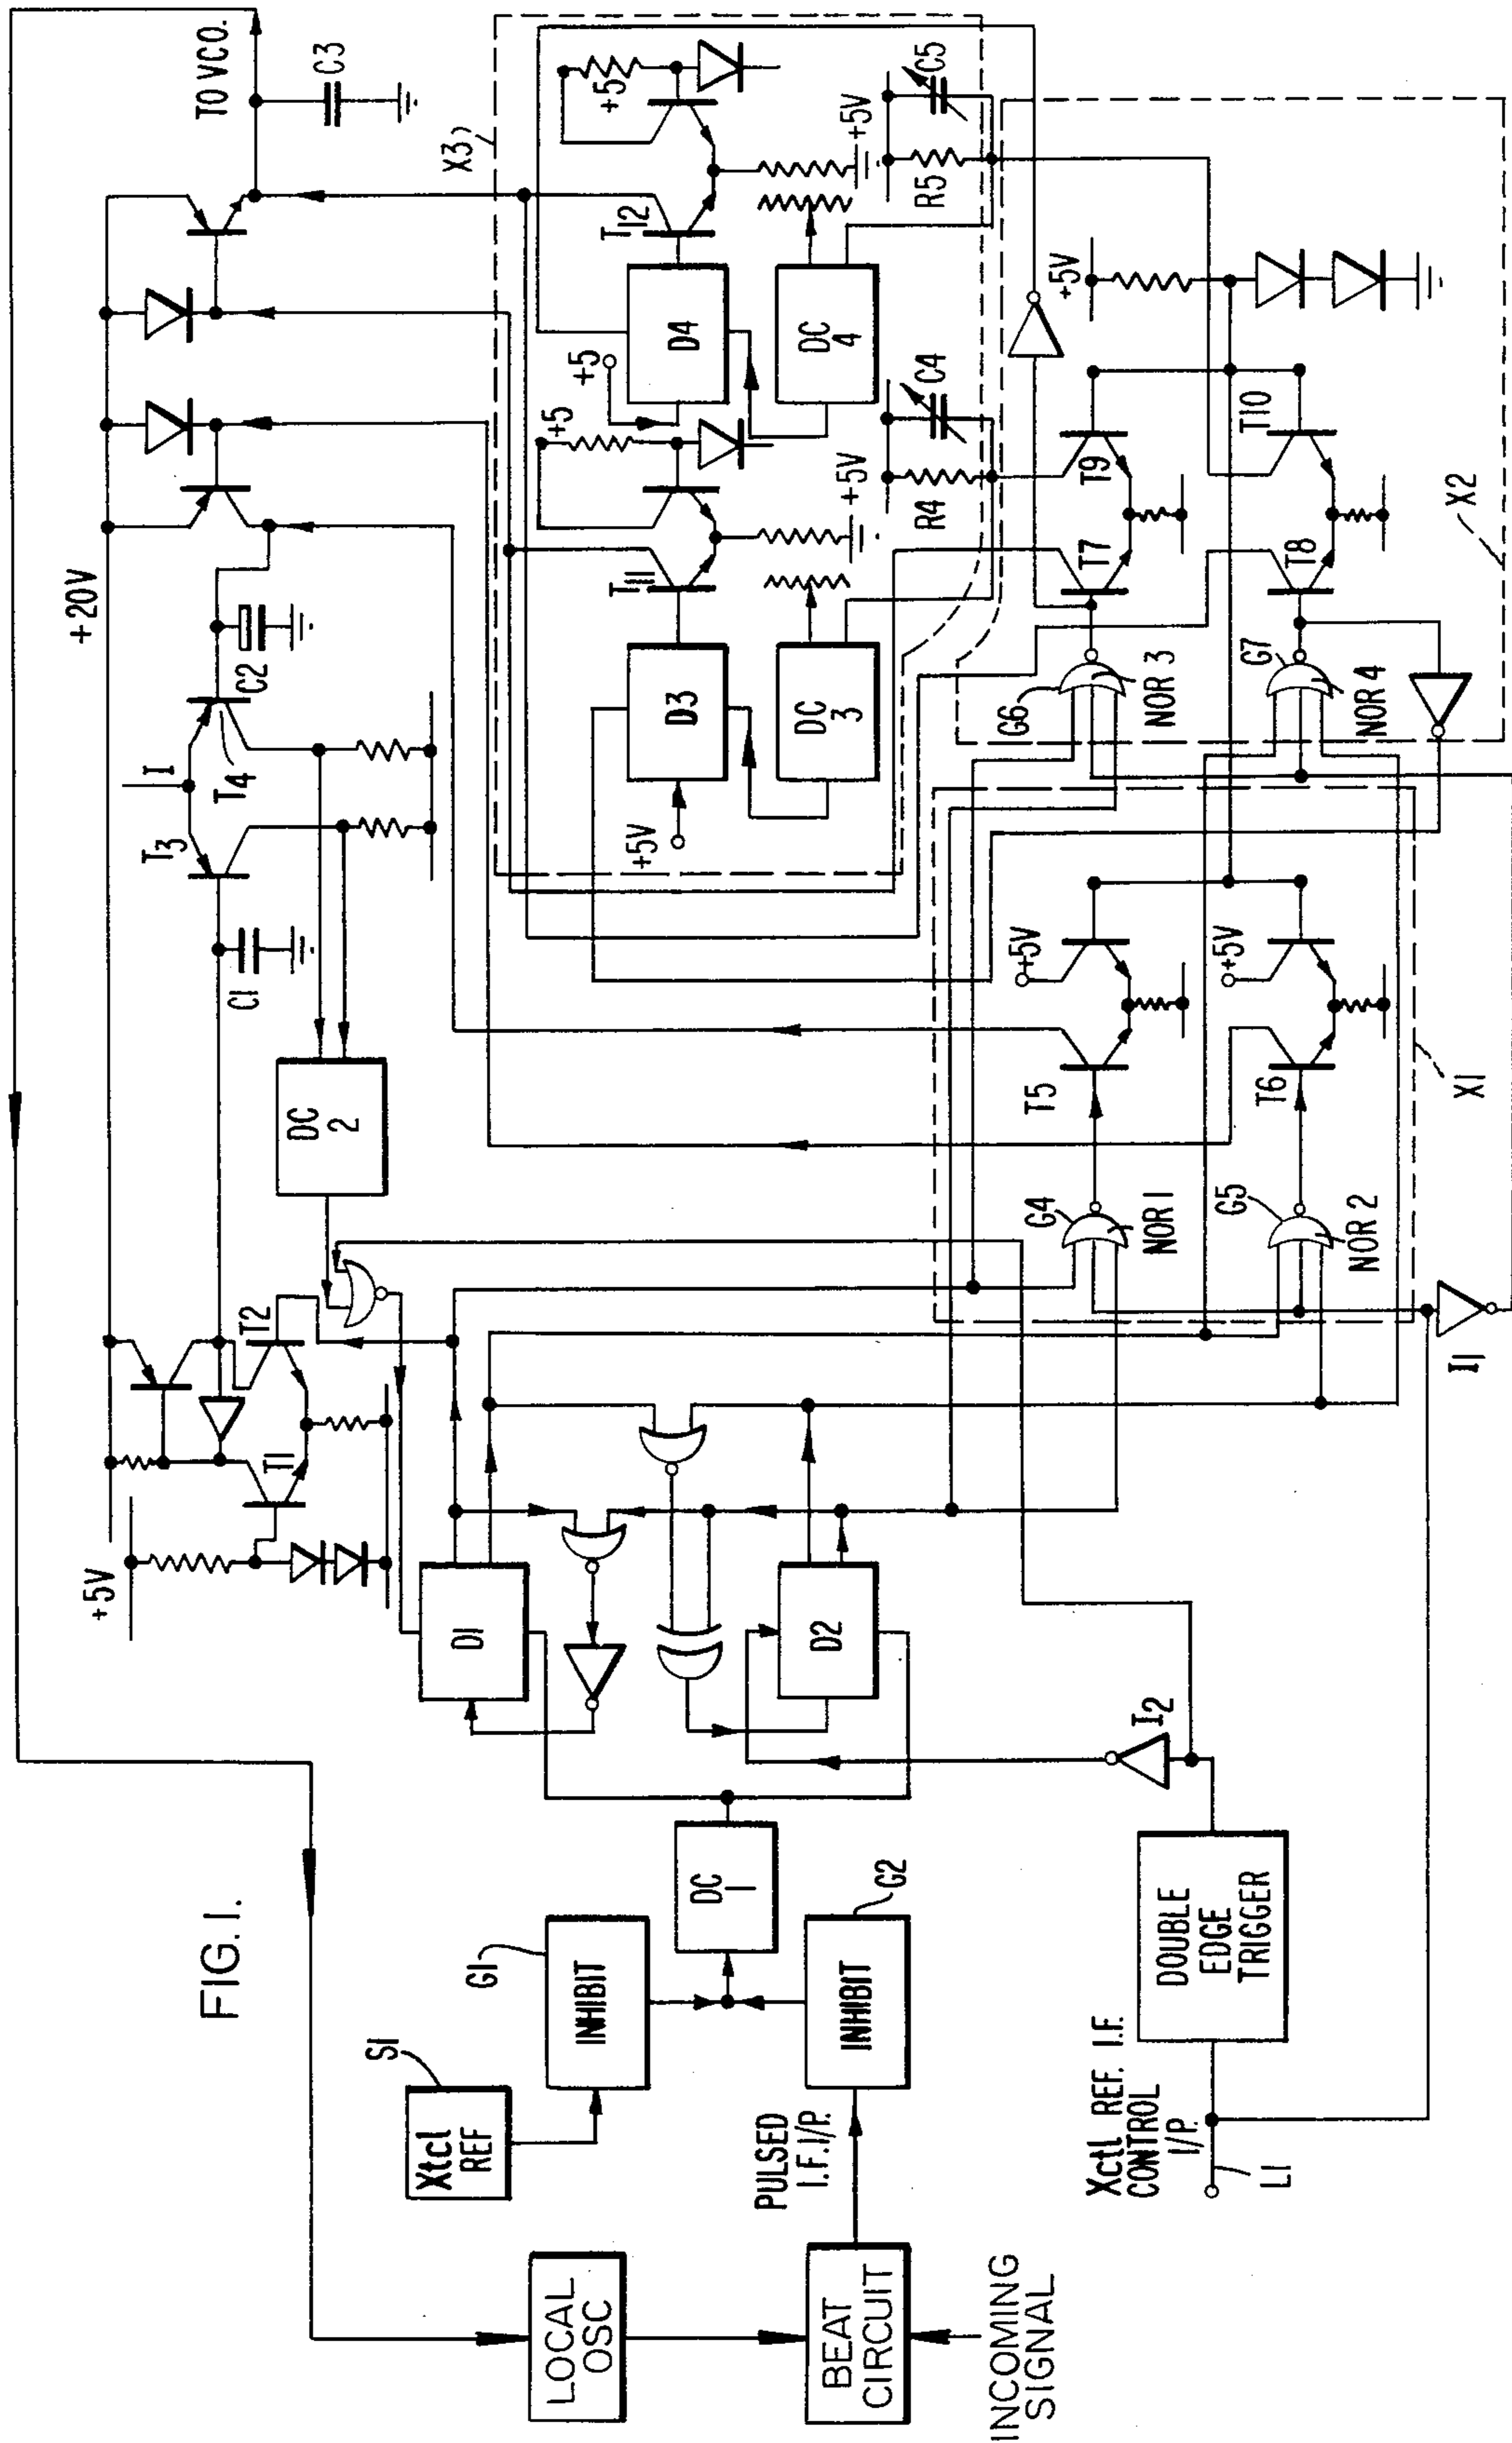 FIG. 1.
TO VCO.
C3
+20V
I
T3
T4
C2
C1
+5V
T1
T2
DC
2
X3
+5
T12
D4
+5
DC
4
+5V
R5
C5
+5
T11
D3
+5V
DC
3
+5V
R4
C4
+5V
T9
T10
T7
T8
G6
NOR 3
G7
NOR 4
X2
+5V
+5V
T5
T6
X1
G4
NOR 1
G5
NOR 2
I1
D1
D2
I2
DC
1
G1
INHIBIT
G2
INHIBIT
S1
Xtcl
REF
PULSED
I.F. I/P.
DOUBLE
EDGE
TRIGGER
Xctl REF. I.F.
CONTROL
I/P.
L1
LOCAL
OSC
BEAT
CIRCUIT
INCOMING
SIGNAL